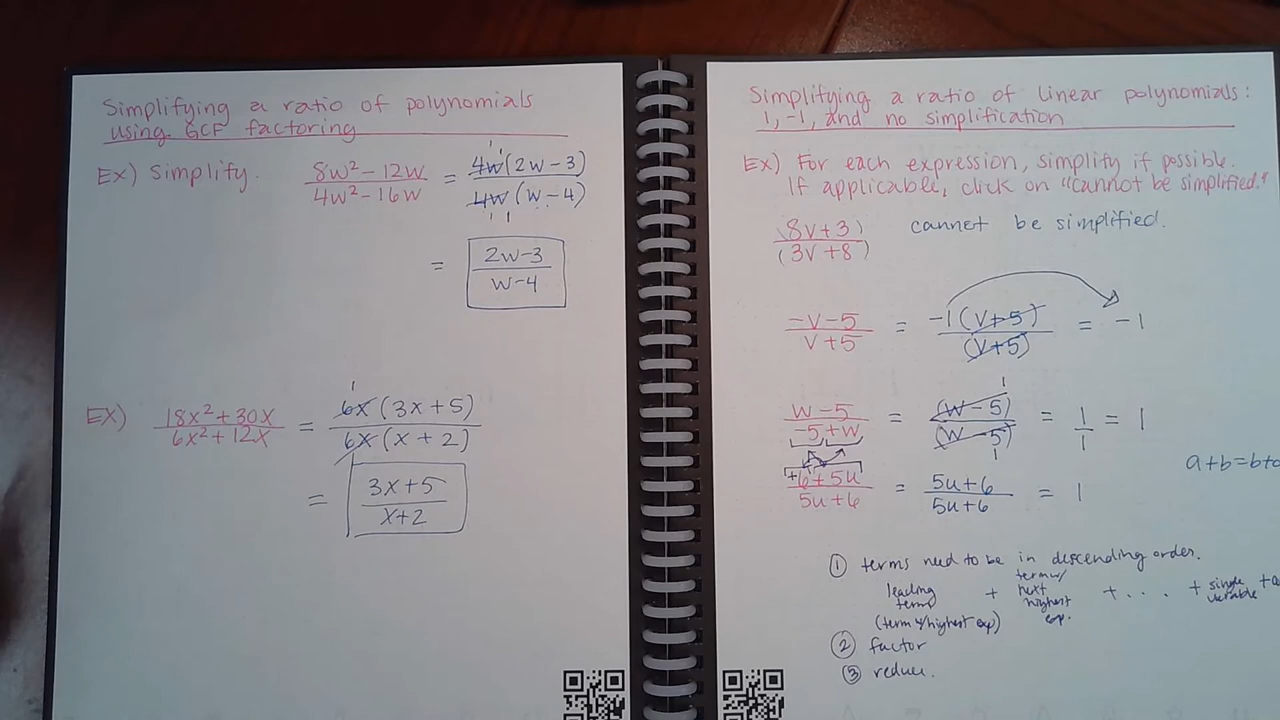 Simplifying a ratio of polynomials
using GCF factoring
Ex) Simplify. (8w² - 12w)/(4w² - 16w) = (4w(2w - 3))/(4w(w - 4))
= (2w - 3)/(w - 4)
EX) (18x² + 30x)/(6x² + 12x) = (6x(3x + 5))/(6x(x + 2))
= (3x + 5)/(x + 2)
Simplifying a ratio of linear polynomials:
1, -1, and no simplification
Ex) For each expression, simplify if possible.
If applicable, click on "cannot be simplified."
(8v + 3)/(3v + 8) cannot be simplified.
(-v - 5)/(v + 5) = (-1(v + 5))/(v + 5) = -1
(w - 5)/(-5 + w) = (w - 5)/(w - 5) = 1/1 = 1
a + b = b +
(+6 + 5u)/(5u + 6) = (5u + 6)/(5u + 6) = 1
① terms need to be in descending order.
leading term (term w/ highest exp) + term w/ next highest exp. + . . . + single variable +
② factor
③ reduce.